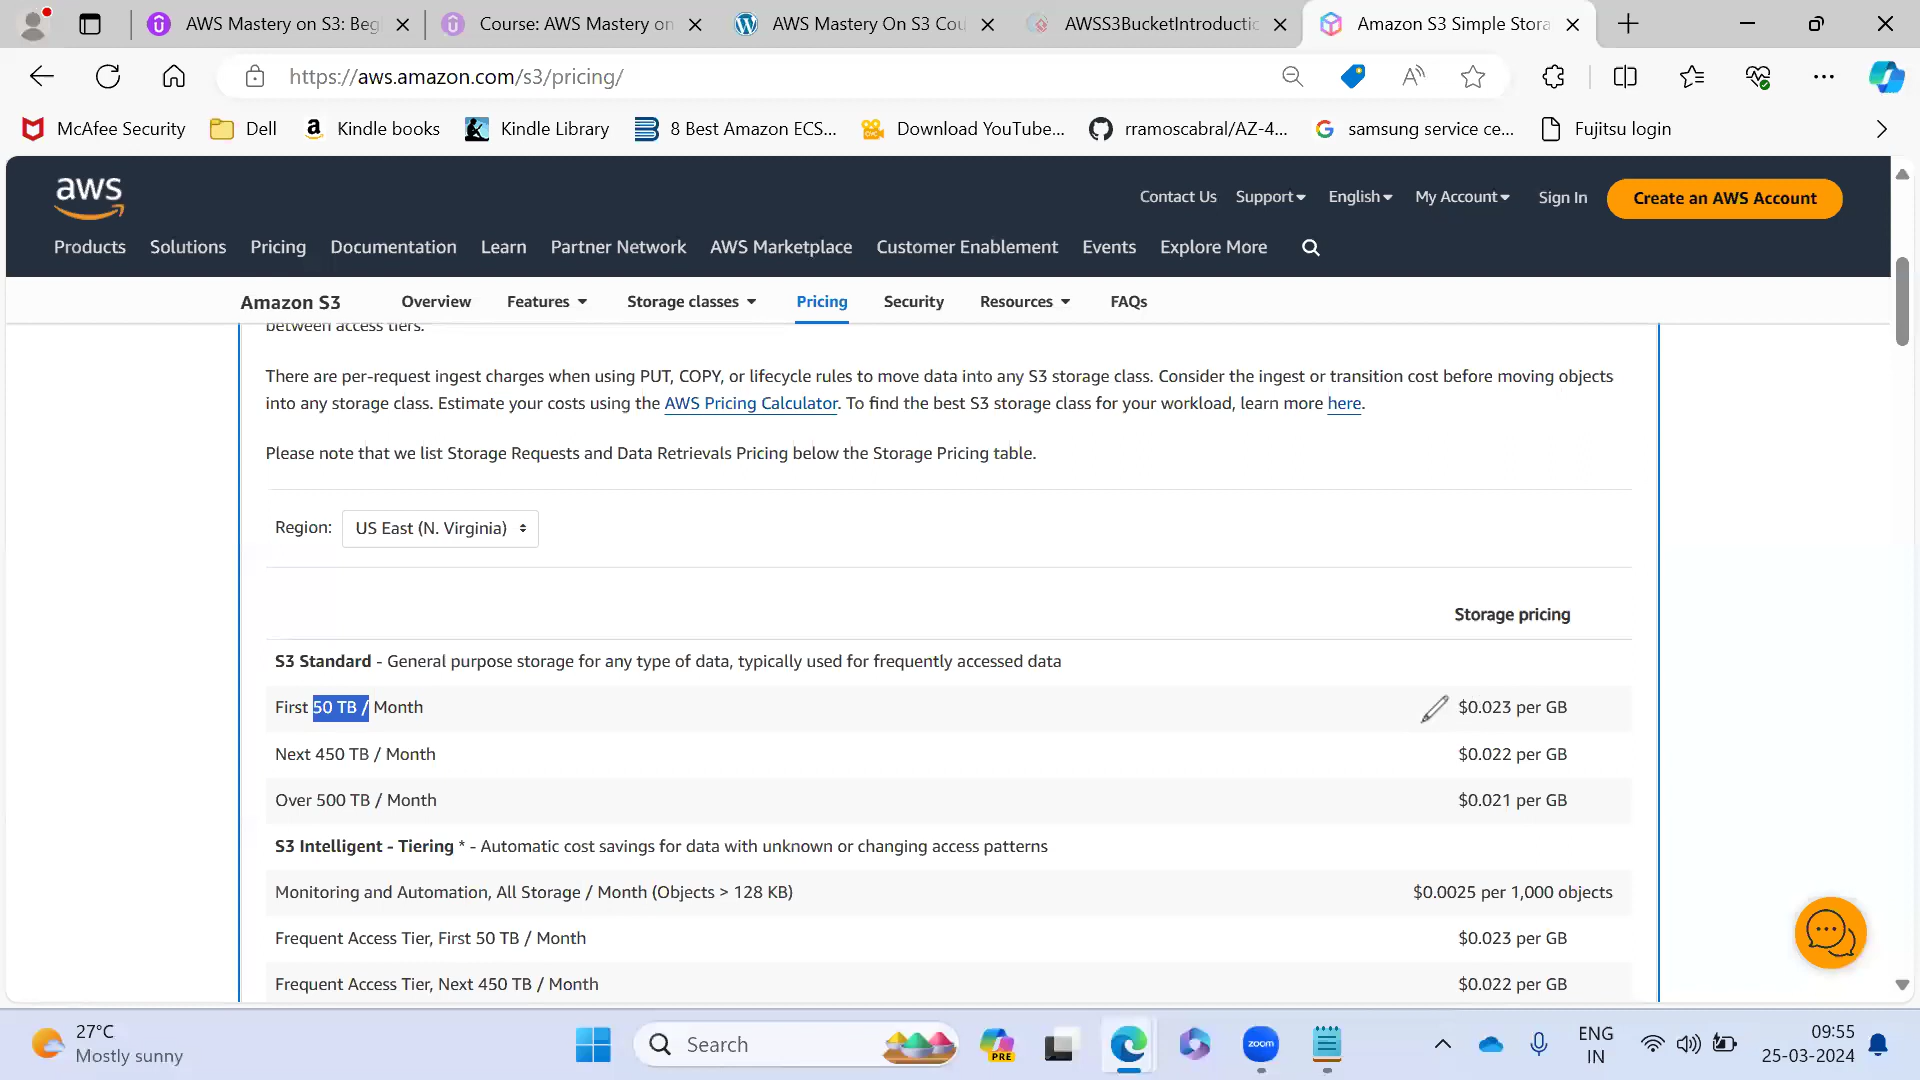 AWS Mastery on S3: Beg
Course: AWS Mastery on
AWS Mastery On S3 Cou
AWSS3BucketIntroductic
Amazon S3 Simple Stora
https://aws.amazon.com/s3/pricing/
McAfee Security
Dell
Kindle books
Kindle Library
8 Best Amazon ECS...
Download YouTube...
rramoscabral/AZ-4...
samsung service ce...
Fujitsu login
aws
Contact Us
Support
English
My Account
Sign In
Create an AWS Account
Products
Solutions
Pricing
Documentation
Learn
Partner Network
AWS Marketplace
Customer Enablement
Events
Explore More
Amazon S3
Overview
Features
Storage classes
Pricing
Security
Resources
FAQs
between access tiers.
There are per-request ingest charges when using PUT, COPY, or lifecycle rules to move data into any S3 storage class. Consider the ingest or transition cost before moving objects
into any storage class. Estimate your costs using the AWS Pricing Calculator. To find the best S3 storage class for your workload, learn more here.
Please note that we list Storage Requests and Data Retrievals Pricing below the Storage Pricing table.
Region: US East (N. Virginia)
Storage pricing
S3 Standard - General purpose storage for any type of data, typically used for frequently accessed data
First 50 TB / Month $0.023 per GB
Next 450 TB / Month $0.022 per GB
Over 500 TB / Month $0.021 per GB
S3 Intelligent - Tiering * - Automatic cost savings for data with unknown or changing access patterns
Monitoring and Automation, All Storage / Month (Objects > 128 KB) $0.0025 per 1,000 objects
Frequent Access Tier, First 50 TB / Month $0.023 per GB
Frequent Access Tier, Next 450 TB / Month $0.022 per GB
27°C
Mostly sunny
Search
PRE
zoom
ENG
IN
09:55
25-03-2024